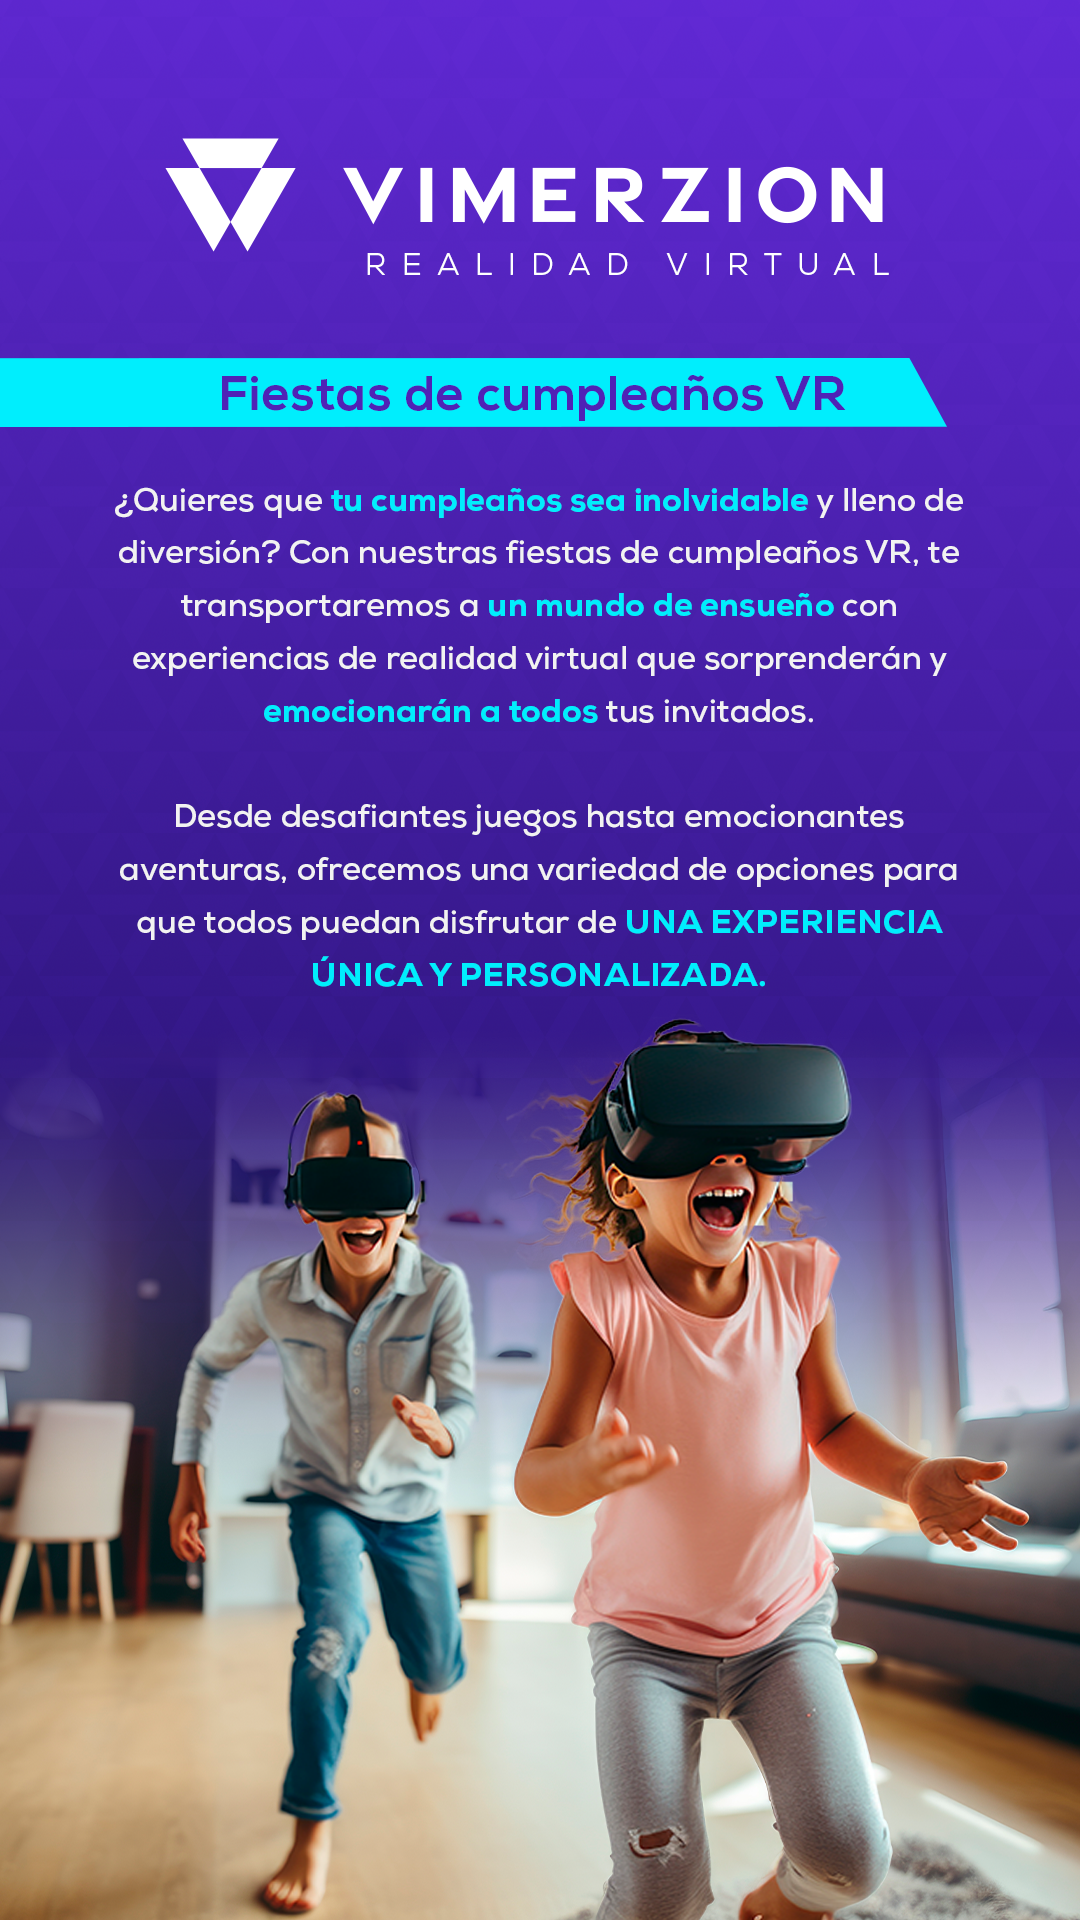 VIMERZION
REALIDAD VIRTUAL
Fiestas de cumpleaños VR
¿Quieres que tu cumpleaños sea inolvidable y lleno de
diversión? Con nuestras fiestas de cumpleaños VR, te
transportaremos a un mundo de ensueño con
experiencias de realidad virtual que sorprenderán y
emocionarán a todos tus invitados.
Desde desafiantes juegos hasta emocionantes
aventuras, ofrecemos una variedad de opciones para
que todos puedan disfrutar de UNA EXPERIENCIA
ÚNICA Y PERSONALIZADA.